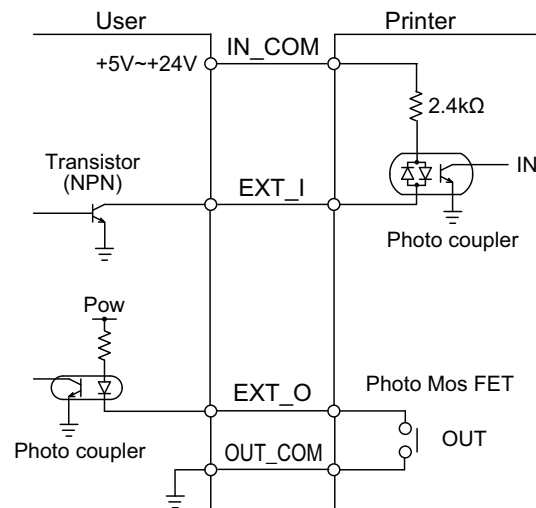 User
Printer
+5V~+24V
IN_COM
2.4kΩ
Transistor
(NPN)
IN
EXT_I
Photo coupler
Pow
EXT_O
Photo Mos FET
Photo coupler
OUT
OUT_COM